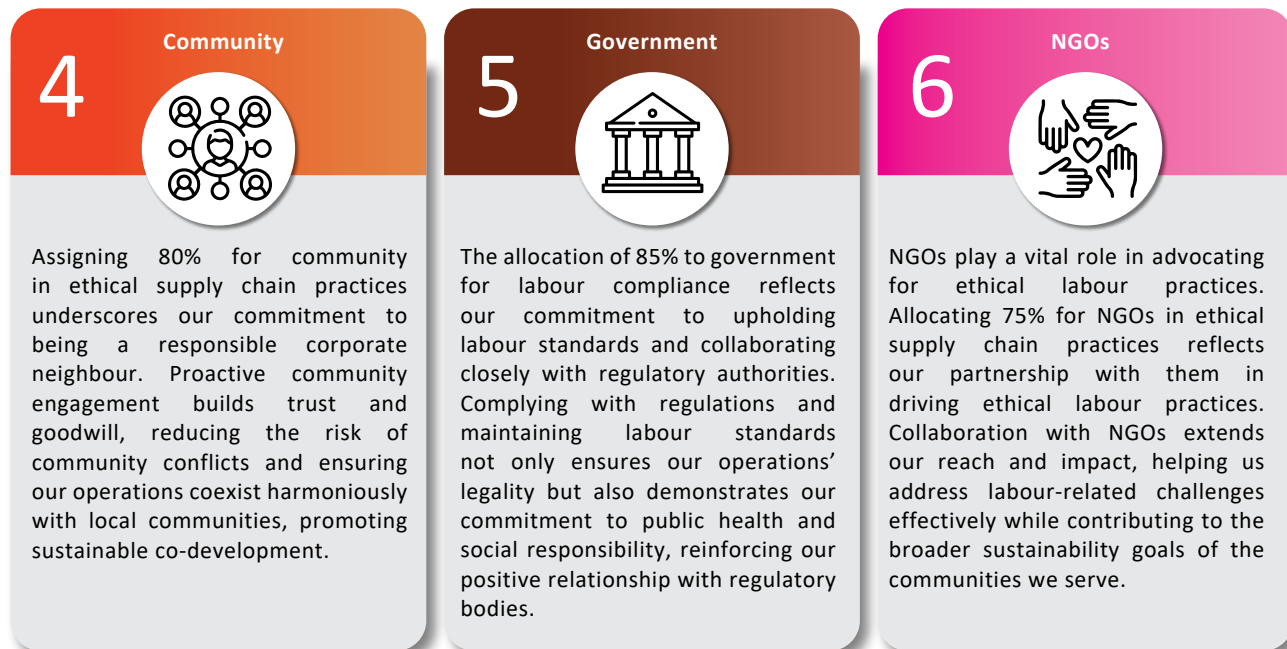 4
Community
Assigning 80% for community
in ethical supply chain practices
underscores our commitment to
being a responsible corporate
neighbour. Proactive community
engagement builds trust and
goodwill, reducing the risk of
community conflicts and ensuring
our operations coexist harmoniously
with local communities, promoting
sustainable co-development.
5
Government
The allocation of 85% to government
for labour compliance reflects
our commitment to upholding
labour standards and collaborating
closely with regulatory authorities.
Complying with regulations and
maintaining labour standards
not only ensures our operations’
legality but also demonstrates our
commitment to public health and
social responsibility, reinforcing our
positive relationship with regulatory
bodies.
6
NGOs
NGOs play a vital role in advocating
for ethical labour practices.
Allocating 75% for NGOs in ethical
supply chain practices reflects
our partnership with them in
driving ethical labour practices.
Collaboration with NGOs extends
our reach and impact, helping us
address labour-related challenges
effectively while contributing to the
broader sustainability goals of the
communities we serve.